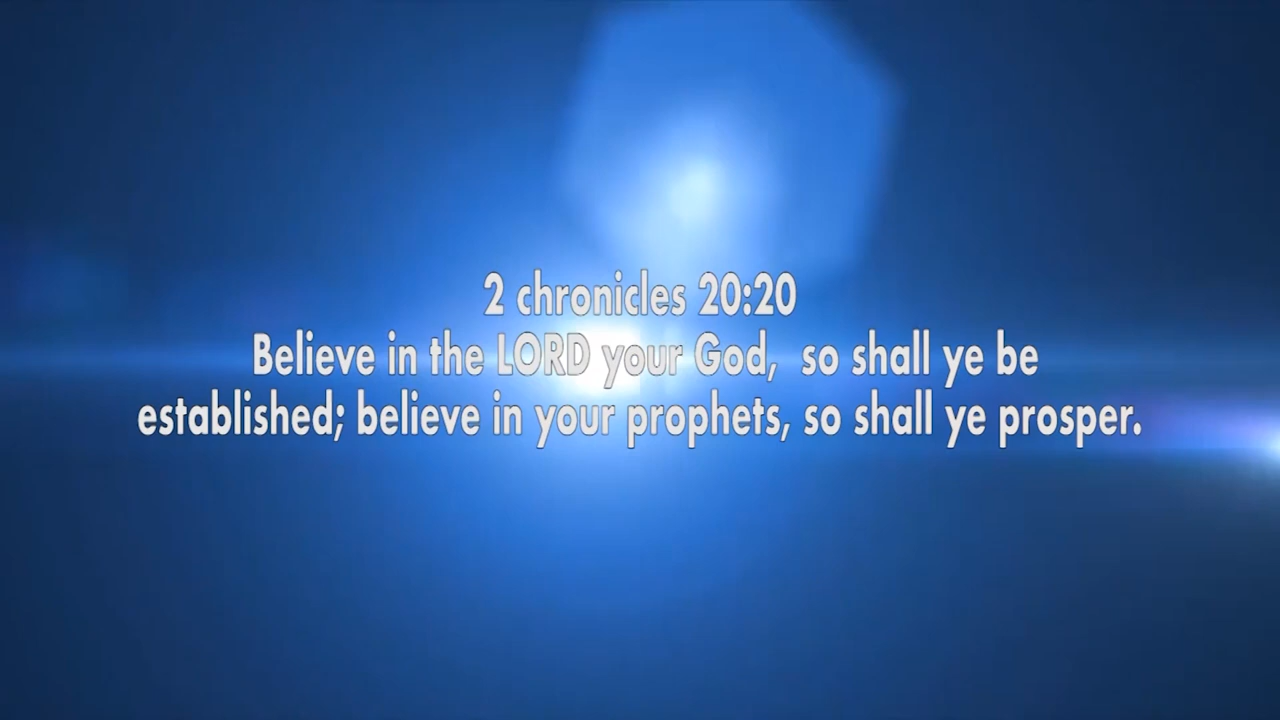 2 chronicles 20:20
Believe in the LORD your God,  so shall ye be
established; believe in your prophets, so shall ye prosper.